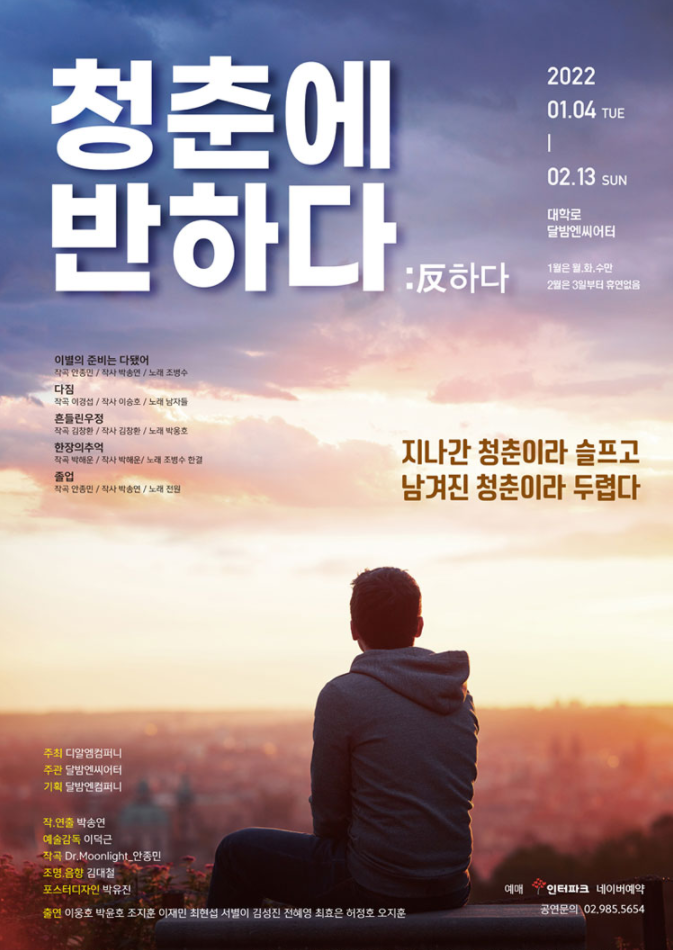 청춘에
반하다
:反하다
2022
01.04 TUE
|
02.13 SUN
대학로
달밤엔씨어터
1월은 월,화,수만
2월은 3일부터 휴연없음
이별의 준비는 다됐어
작곡 안종민 / 작사 박송연 / 노래 조병수
다짐
작곡 이경섭 / 작사 이승호 / 노래 남자들
흔들린우정
작곡 김창환 / 작사 김창환 / 노래 박웅호
한장의추억
작곡 박해운 / 작사 박해운/ 노래 조범수 한결
졸업
작곡 안종민 / 작사 박송연 / 노래 전원
지나간 청춘이라 슬프고
남겨진 청춘이라 두렵다
주최 디알엠컴퍼니
주관 달밤엔씨어터
기획 달밤엔컴퍼니
작,연출 박송연
예술감독 이덕근
작곡 Dr.Moonlight_안종민
조명,음향 김대철
포스터디자인 박유진
출연 이웅호 박윤호 조지훈 이재민 최현섭 서별이 김성진 전혜영 최효은 허정호 오지훈
예매 인터파크 네이버예약
공연문의 02.985.5654